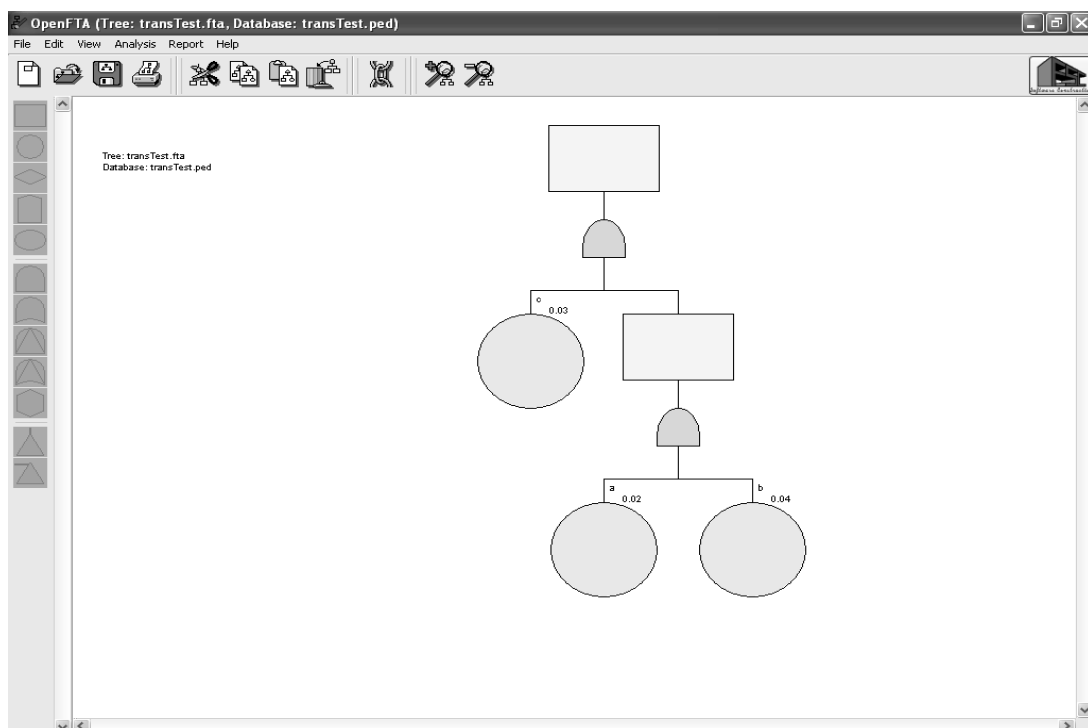 OpenFTA (Tree: transTest.fta, Database: transTest.ped)
File Edit View Analysis Report Help
Tree: transTest.fta
Database: transTest.ped
c
0.03
a
0.02
b
0.04